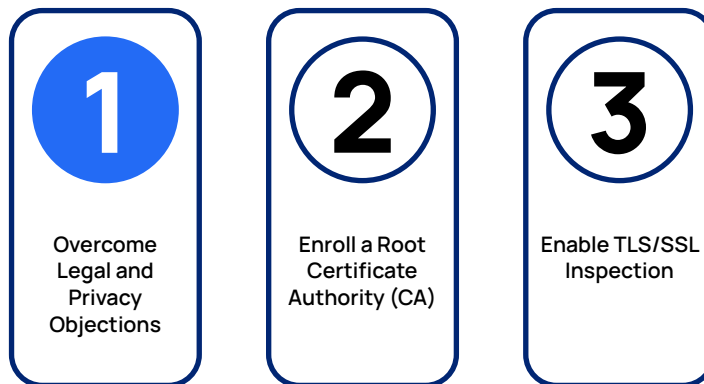 1
Overcome
Legal and
Privacy
Objections
2
Enroll a Root
Certificate
Authority (CA)
3
Enable TLS/SSL
Inspection